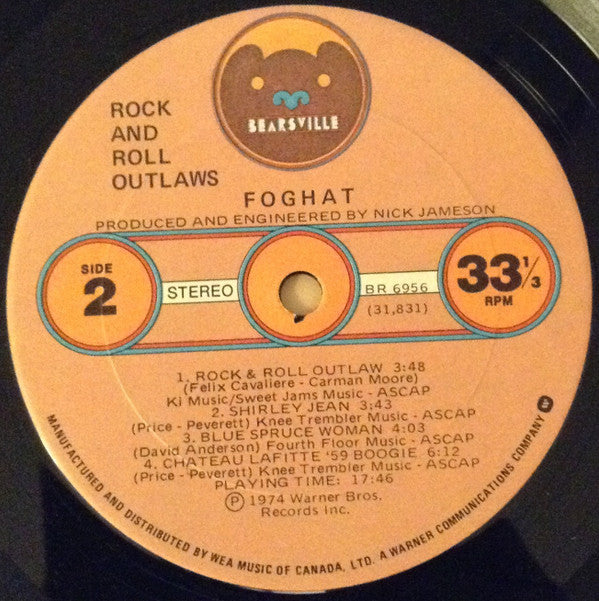 BEARSVILLE
ROCK
AND
ROLL
OUTLAWS
FOGHAT
PRODUCED AND ENGINEERED BY NICK JAMESON
SIDE
2
STEREO
BR 6956
(31,831)
33 1/3
RPM
1. ROCK & ROLL OUTLAW 3:48
(Felix Cavaliere - Carman Moore)
Ki Music/Sweet Jams Music - ASCAP
2. SHIRLEY JEAN 3:43
(Price - Peverett) Knee Trembler Music - ASCAP
3. BLUE SPRUCE WOMAN 4:03
(David Anderson) Fourth Floor Music - ASCAP
4. CHATEAU LAFITTE '59 BOOGIE 6:12
(Price - Peverett) Knee Trembler Music - ASCAP
PLAYING TIME: 17:46
Ⓟ 1974 Warner Bros.
Records Inc.
MANUFACTURED AND DISTRIBUTED BY WEA MUSIC OF CANADA, LTD. A WARNER COMMUNICATIONS COMPANY